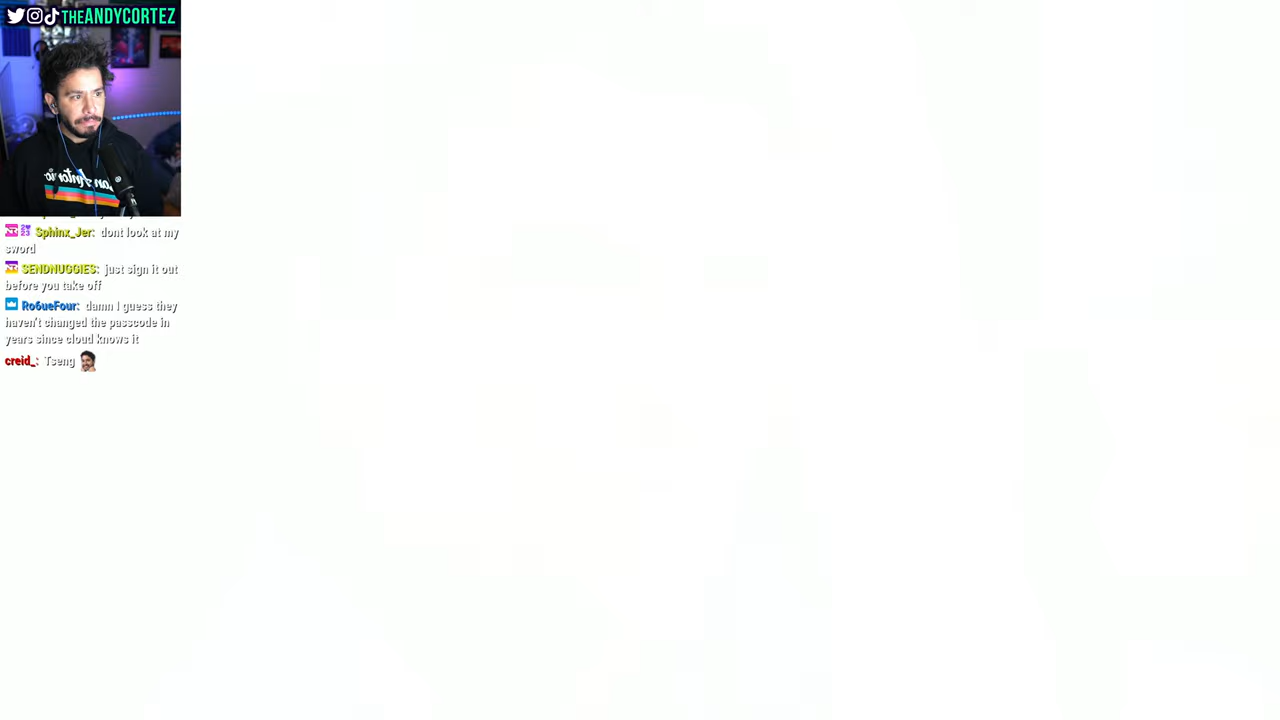 THEANDYCORTEZ
Sphinx_Jer: dont look at my
sword
SENDNUGGIES: just sign it out
before you take off
Ro6ueFour: damn I guess they
haven't changed the passcode in
years since cloud knows it
creid_: Tseng